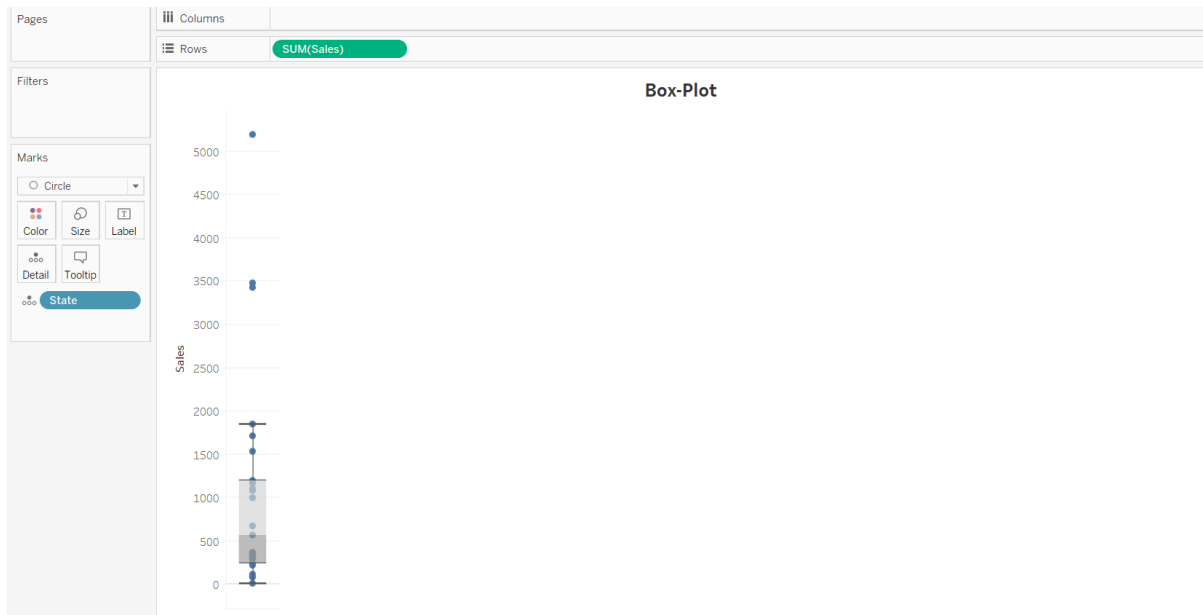 Pages
Columns
Rows
SUM(Sales)
Filters
Marks
Circle
Color
Size
Label
Detail
Tooltip
State
Box-Plot
Sales
5000
4500
4000
3500
3000
2500
2000
1500
1000
500
0